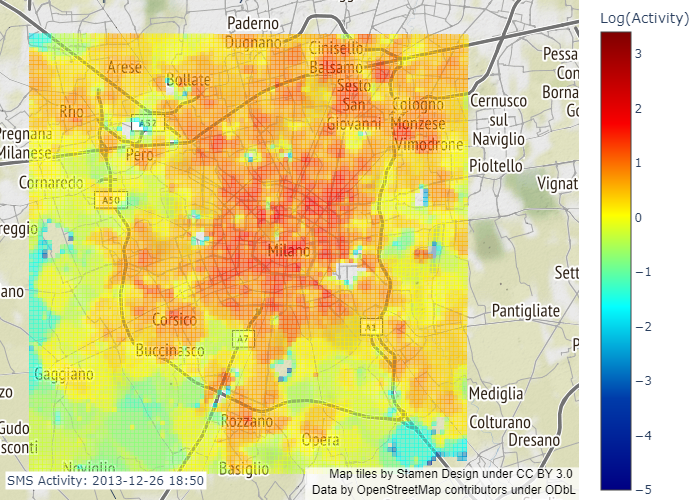 Log(Activity)
Paderno
Dugnano
Cinisello
Balsamo
Arese
Bollate
Sesto
San
Giovanni
Cologno
Monzese
Vimodrone
Rho
A52
Pero
Pessa
Con
Borna
Go
Cernusco
sul
Naviglio
Pioltello
Vignat
Pregnana
Milanese
Cornaredo
A50
reggio
Milano
Sett
ano
Pantigliate
Corsico
A7
A1
Buccinasco
P
Gaggiano
zo
Mediglia
Rozzano
Opera
Colturano
Dresano
Gudo
sconti
Noviglio
Basiglio
SMS Activity: 2013-12-26 18:50
Map tiles by Stamen Design under CC BY 3.0
Data by OpenStreetMap contributors under ODbL
3
2
1
0
−1
−2
−3
−4
−5